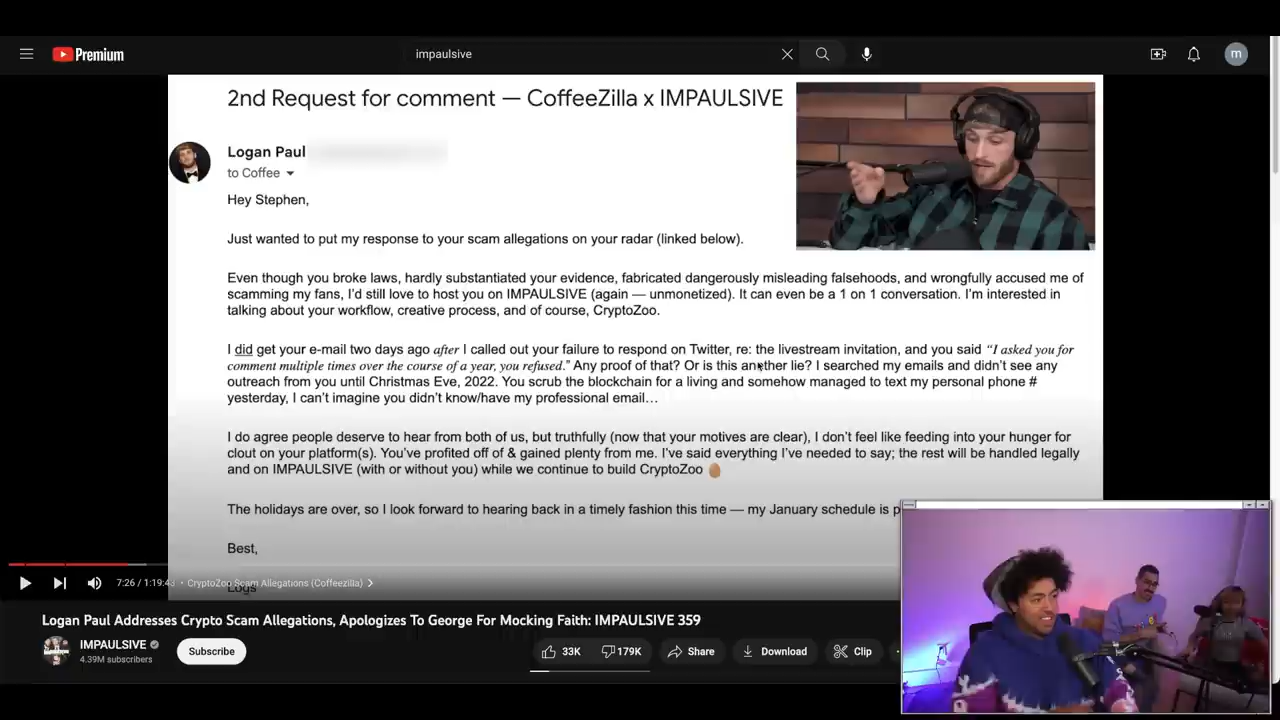 Premium
impaulsive
m
2nd Request for comment — CoffeeZilla x IMPAULSIVE
Logan Paul
to Coffee
Hey Stephen,
Just wanted to put my response to your scam allegations on your radar (linked below).
Even though you broke laws, hardly substantiated your evidence, fabricated dangerously misleading falsehoods, and wrongfully accused me of
scamming my fans, I'd still love to host you on IMPAULSIVE (again — unmonetized). It can even be a 1 on 1 conversation. I'm interested in
talking about your workflow, creative process, and of course, CryptoZoo.
I did get your e-mail two days ago after I called out your failure to respond on Twitter, re: the livestream invitation, and you said “I asked you for
comment multiple times over the course of a year, you refused.” Any proof of that? Or is this another lie? I searched my emails and didn't see any
outreach from you until Christmas Eve, 2022. You scrub the blockchain for a living and somehow managed to text my personal phone #
yesterday, I can't imagine you didn't know/have my professional email…
I do agree people deserve to hear from both of us, but truthfully (now that your motives are clear), I don't feel like feeding into your hunger for
clout on your platform(s). You've profited off of & gained plenty from me. I've said everything I've needed to say; the rest will be handled legally
and on IMPAULSIVE (with or without you) while we continue to build CryptoZoo 🥚
The holidays are over, so I look forward to hearing back in a timely fashion this time — my January schedule is p
Best,
Logs
7:26 / 1:19:43 • CryptoZoo Scam Allegations (Coffeezilla)
Logan Paul Addresses Crypto Scam Allegations, Apologizes To George For Mocking Faith: IMPAULSIVE 359
IMPAULSIVE
4.39M subscribers
Subscribe
33K
179K
Share
Download
Clip